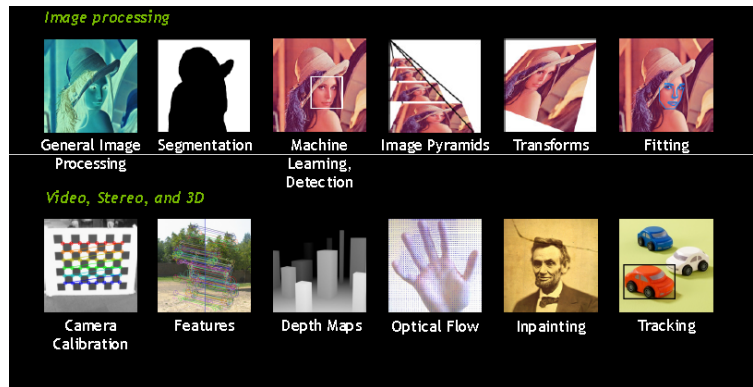 Image processing
General Image
Processing
Segmentation
Machine
Learning,
Detection
Image Pyramids
Transforms
Fitting
Video, Stereo, and 3D
Camera
Calibration
Features
Depth Maps
Optical Flow
Inpainting
Tracking